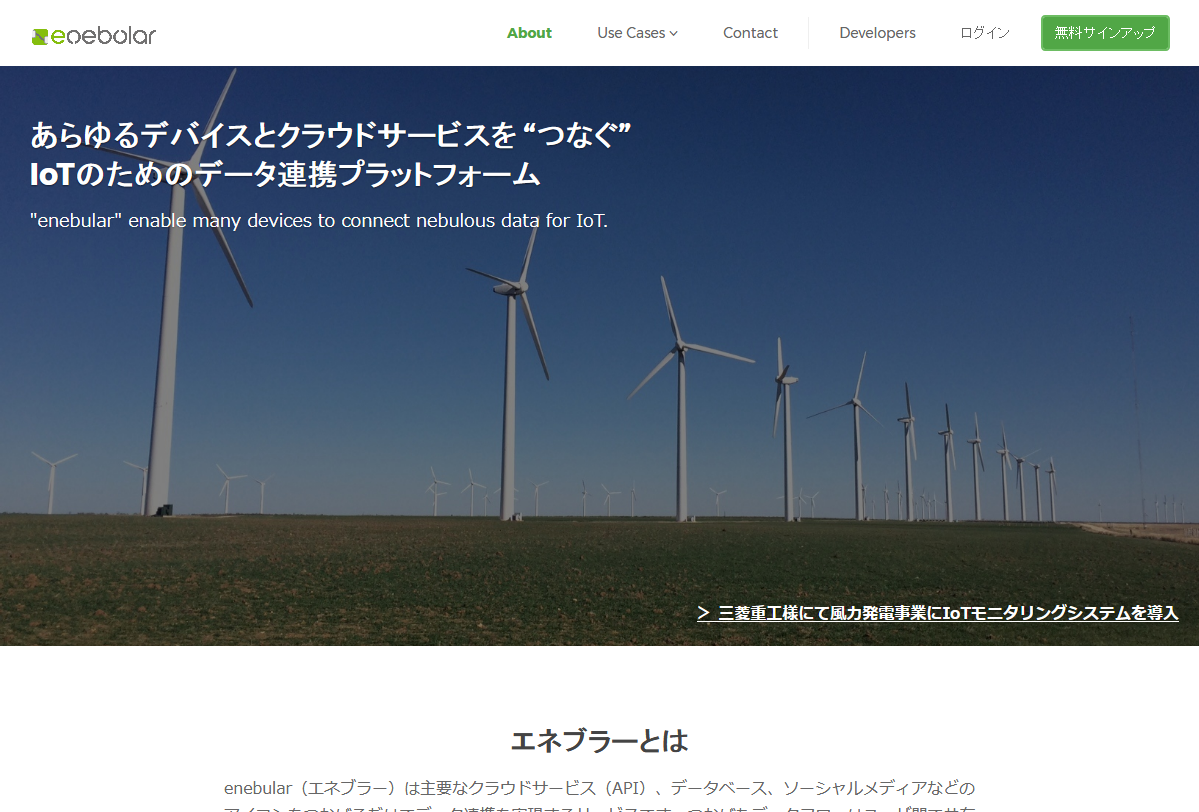 enebular
About
Use Cases
Contact
Developers
ログイン
無料サインアップ
あらゆるデバイスとクラウドサービスを “つなぐ”
IoTのためのデータ連携プラットフォーム
"enebular" enable many devices to connect nebulous data for IoT.
＞ 三菱重工様にて風力発電事業にIoTモニタリングシステムを導入
エネブラーとは
enebular（エネブラー）は主要なクラウドサービス（API）、データベース、ソーシャルメディアなどの